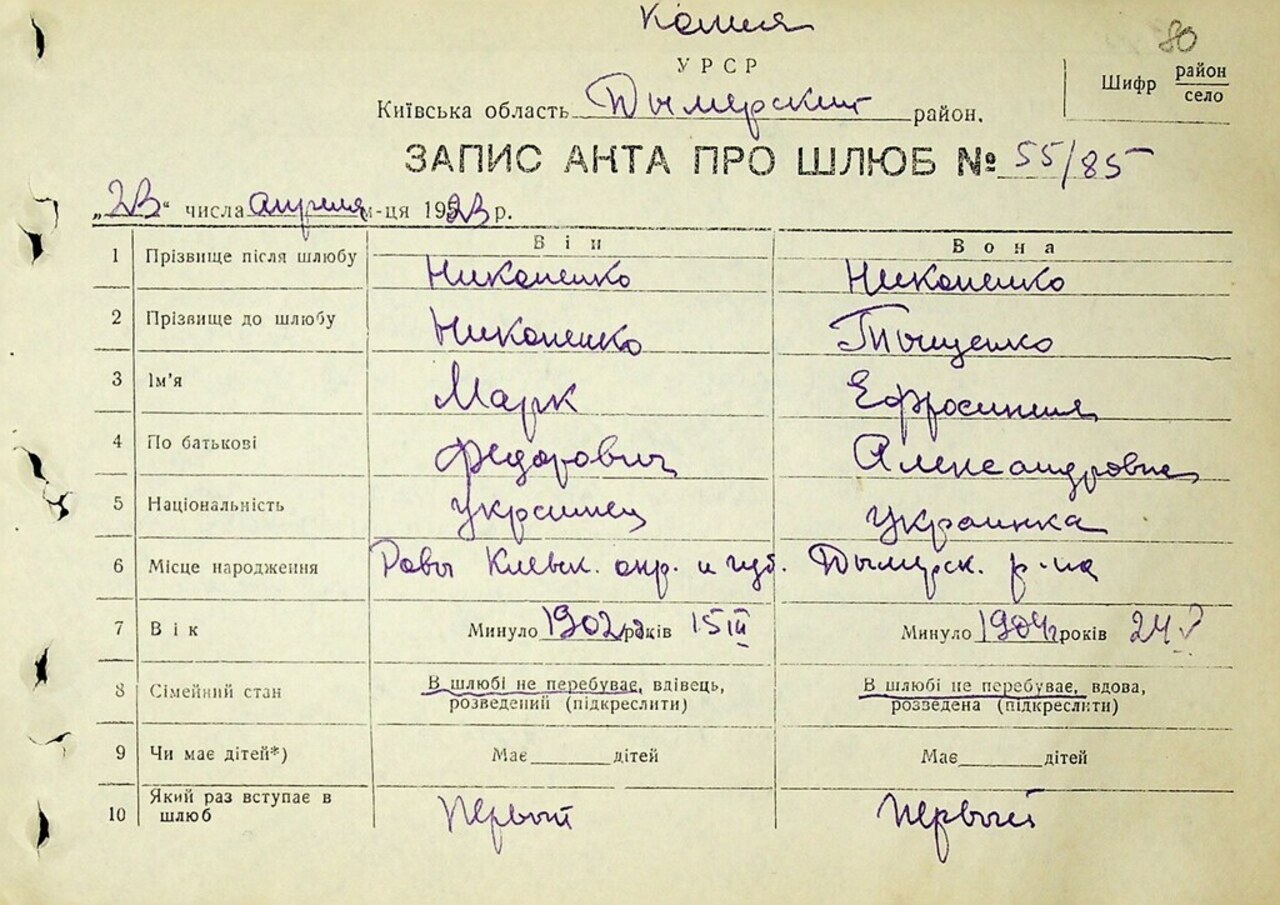 Копия
80
УРСР
Шифр район село
Київська область Дымерский район.
ЗАПИС АКТА ПРО ШЛЮБ № 55/85
„23“ числа апреля м-ця 1923 р.
Він Вона
1 Прізвище після шлюбу Никоненко Никоненко
2 Прізвище до шлюбу Никоненко Тыщенко
3 Ім'я Марк Ефросиния
4 По батькові Федорович Александровна
5 Національність Украинец Украинка
6 Місце народження Ровы Киевск. окр. и губ. Дымерск. р-на
7 Вік Минуло 1902 років 15 III Минуло 1904 років 24 V
8 Сімейний стан В шлюбі не перебуває, вдівець, В шлюбі не перебуває, вдова,
розведений (підкреслити) розведена (підкреслити)
9 Чи має дітей*) Має дітей Має дітей
10 Який раз вступає в
шлюб Первый Первый